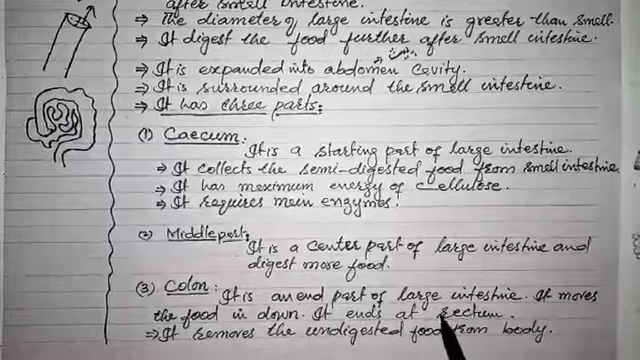 after small intestine.
⇒ The diameter of large intestine is greater than small.
⇒ It digest the food further after small intestine.
⇒ It is expanded into abdomen cavity.
⇒ It is surrounded around the small intestine.
⇒ It has three parts:
(1) Caecum:
It is a starting part of large intestine.
⇒ It collects the semi-digested food from small intestine
⇒ It has maximum energy of cellulose.
⇒ It requires mein enzymes!
(2) Middle part:
It is a center part of large intestine and
digest more food.
(3) Colon:
It is an end part of large intestine. It moves
the food in down. It ends at rectum.
⇒ It removes the undigested food from body.